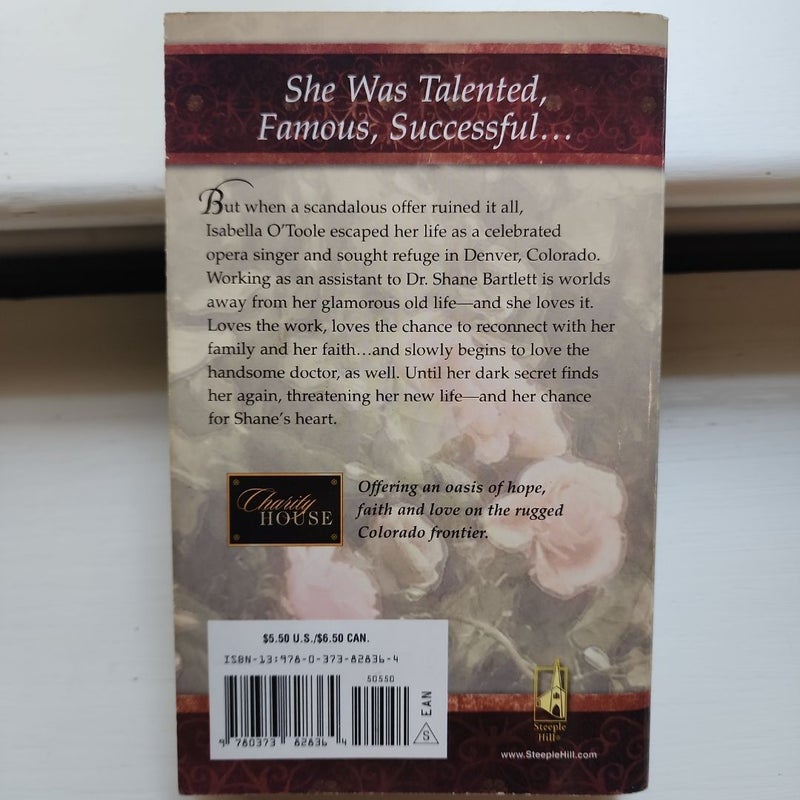 She Was Talented,
Famous, Successful…
But when a scandalous offer ruined it all,
Isabella O'Toole escaped her life as a celebrated
opera singer and sought refuge in Denver, Colorado.
Working as an assistant to Dr. Shane Bartlett is worlds
away from her glamorous old life—and she loves it.
Loves the work, loves the chance to reconnect with her
family and her faith…and slowly begins to love the
handsome doctor, as well. Until her dark secret finds
her again, threatening her new life—and her chance
for Shane's heart.
Charity
HOUSE
Offering an oasis of hope,
faith and love on the rugged
Colorado frontier.
$5.50 U.S./$6.50 CAN.
ISBN-13:978-0-373-82836-4
50550
EAN
S
9 780373 82836 4
Steeple
Hill®
www.SteepleHill.com